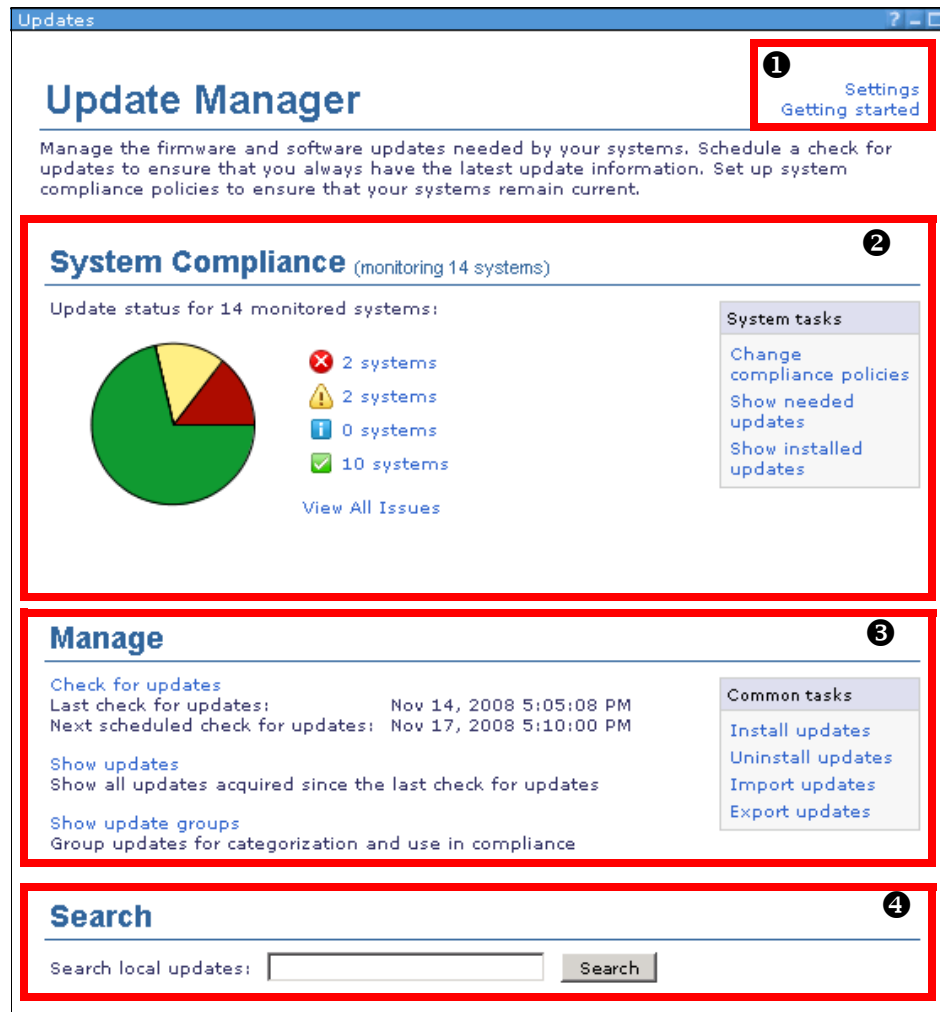 Updates
❶
Settings
Getting started
Update Manager
Manage the firmware and software updates needed by your systems. Schedule a check for
updates to ensure that you always have the latest update information. Set up system
compliance policies to ensure that your systems remain current.
❷
System Compliance (monitoring 14 systems)
Update status for 14 monitored systems:
2 systems
2 systems
0 systems
10 systems
View All Issues
System tasks
Change
compliance policies
Show needed
updates
Show installed
updates
❸
Manage
Check for updates
Last check for updates: Nov 14, 2008 5:05:08 PM
Next scheduled check for updates: Nov 17, 2008 5:10:00 PM
Show updates
Show all updates acquired since the last check for updates
Show update groups
Group updates for categorization and use in compliance
Common tasks
Install updates
Uninstall updates
Import updates
Export updates
❹
Search
Search local updates:
Search